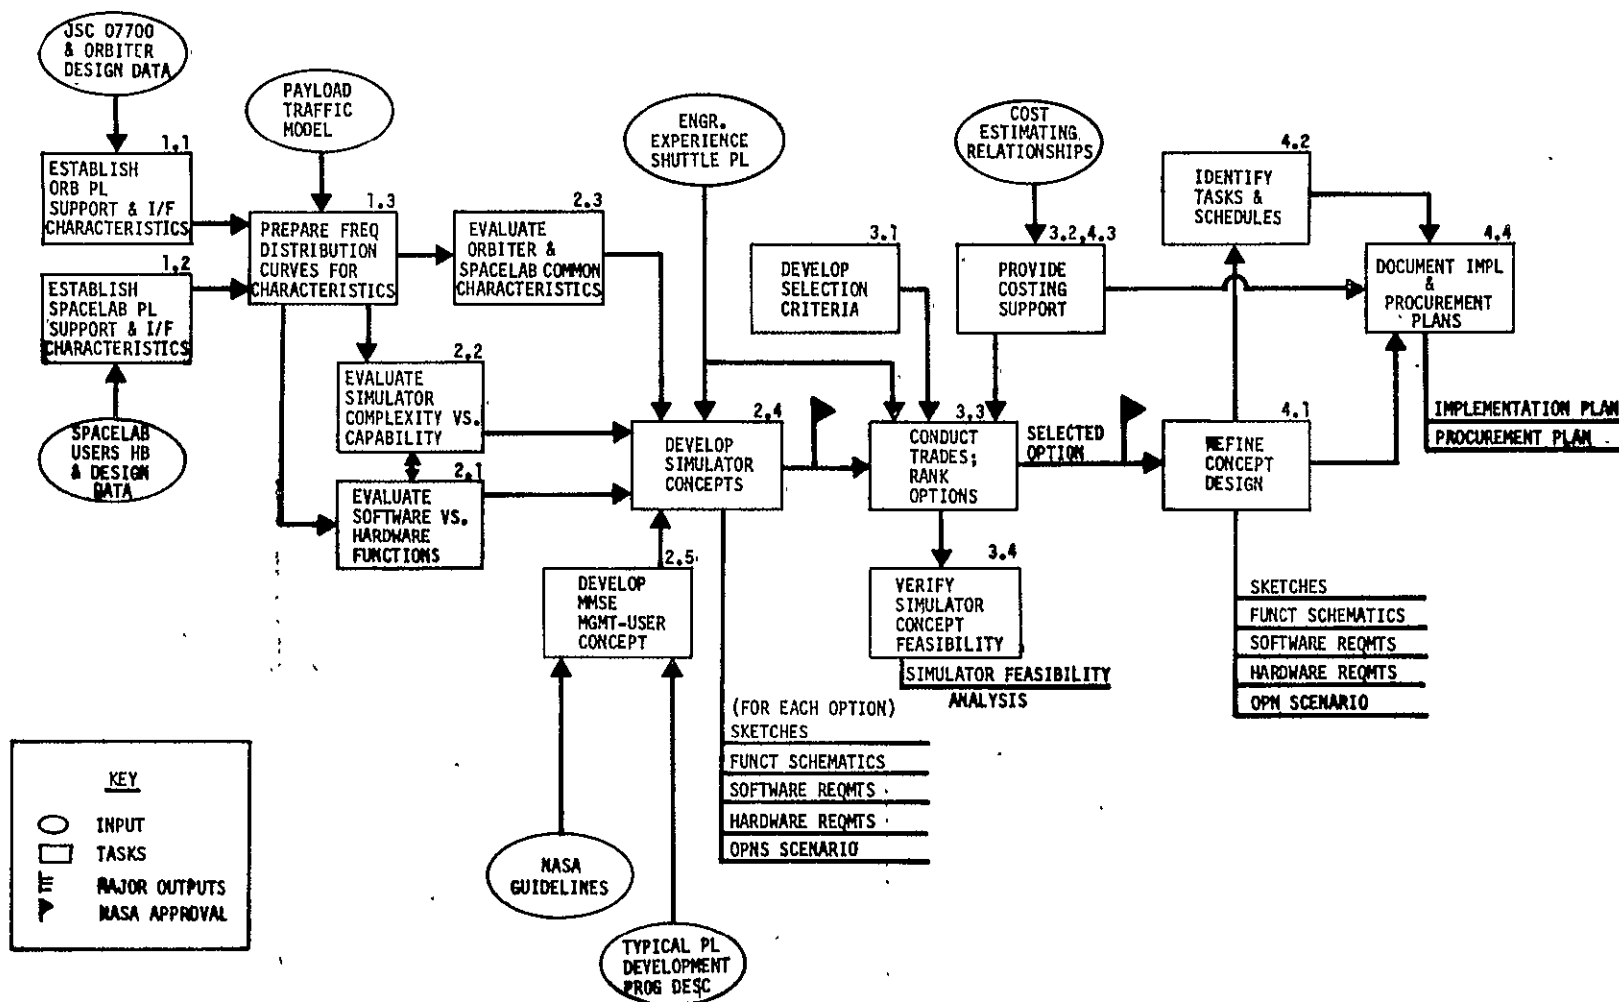 JSC 07700
& ORBITER
DESIGN DATA
PAYLOAD
TRAFFIC
MODEL
ENGR.
EXPERIENCE
SHUTTLE PL
COST
ESTIMATING
RELATIONSHIPS
1.1
ESTABLISH
ORB PL
SUPPORT & I/F
CHARACTERISTICS
1.2
ESTABLISH
SPACELAB PL
SUPPORT & I/F
CHARACTERISTICS
SPACELAB
USERS HB
& DESIGN
DATA
1.3
PREPARE FREQ
DISTRIBUTION
CURVES FOR
CHARACTERISTICS
2.3
EVALUATE
ORBITER &
SPACELAB COMMON
CHARACTERISTICS
2.2
EVALUATE
SIMULATOR
COMPLEXITY VS.
CAPABILITY
2.1
EVALUATE
SOFTWARE VS.
HARDWARE
FUNCTIONS
2.4
DEVELOP
SIMULATOR
CONCEPTS
2.5
DEVELOP
MMSE
MGMT-USER
CONCEPT
NASA
GUIDELINES
TYPICAL PL
DEVELOPMENT
PROG DESC
(FOR EACH OPTION)
SKETCHES
FUNCT SCHEMATICS
SOFTWARE REQMTS
HARDWARE REQMTS
OPNS SCENARIO
3.1
DEVELOP
SELECTION
CRITERIA
3.2,4.3
PROVIDE
COSTING
SUPPORT
3.3
CONDUCT
TRADES;
RANK
OPTIONS
SELECTED
OPTION
3.4
VERIFY
SIMULATOR
CONCEPT
FEASIBILITY
SIMULATOR FEASIBILITY
ANALYSIS
4.2
IDENTIFY
TASKS &
SCHEDULES
4.4
DOCUMENT IMPL
&
PROCUREMENT
PLANS
IMPLEMENTATION PLAN
PROCUREMENT PLAN
4.1
REFINE
CONCEPT
DESIGN
SKETCHES
FUNCT SCHEMATICS
SOFTWARE REQMTS
HARDWARE REQMTS
OPN SCENARIO
KEY
INPUT
TASKS
MAJOR OUTPUTS
NASA APPROVAL